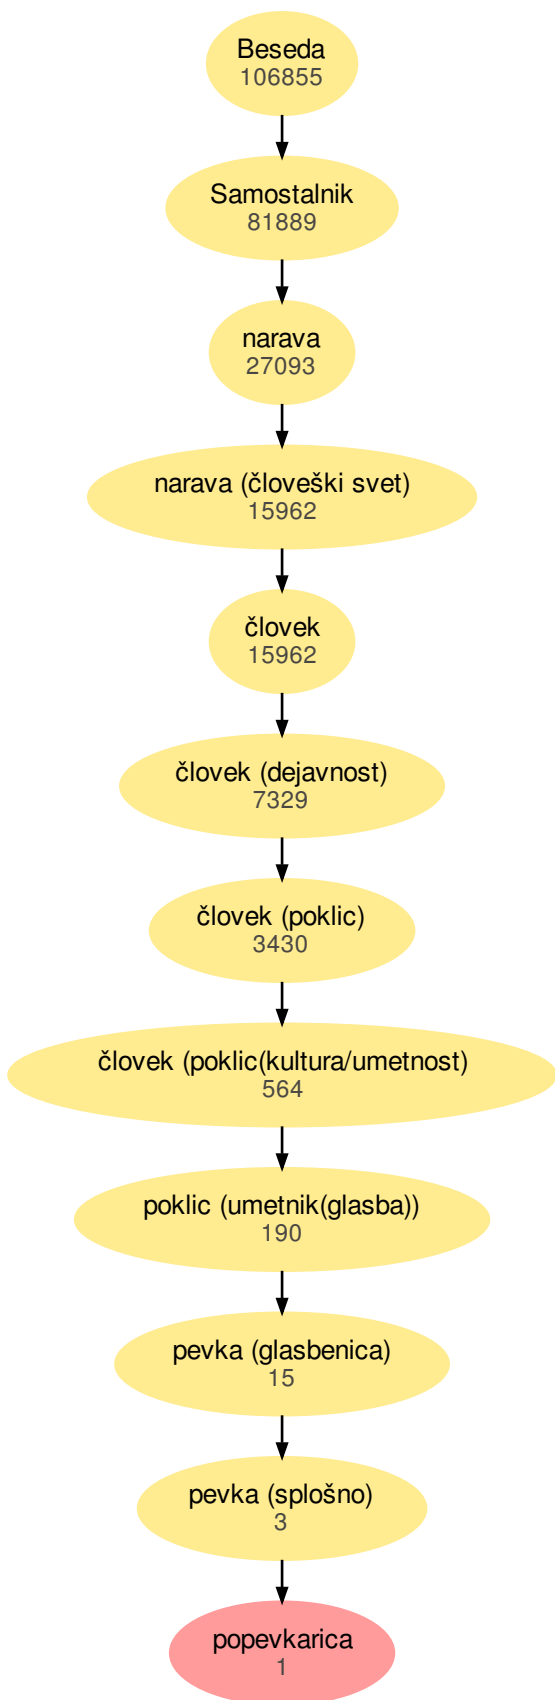 Beseda
106855
Samostalnik
81889
narava
27093
narava (človeški svet)
15962
človek
15962
človek (dejavnost)
7329
človek (poklic)
3430
človek (poklic(kultura/umetnost)
564
poklic (umetnik(glasba))
190
pevka (glasbenica)
15
pevka (splošno)
3
popevkarica
1